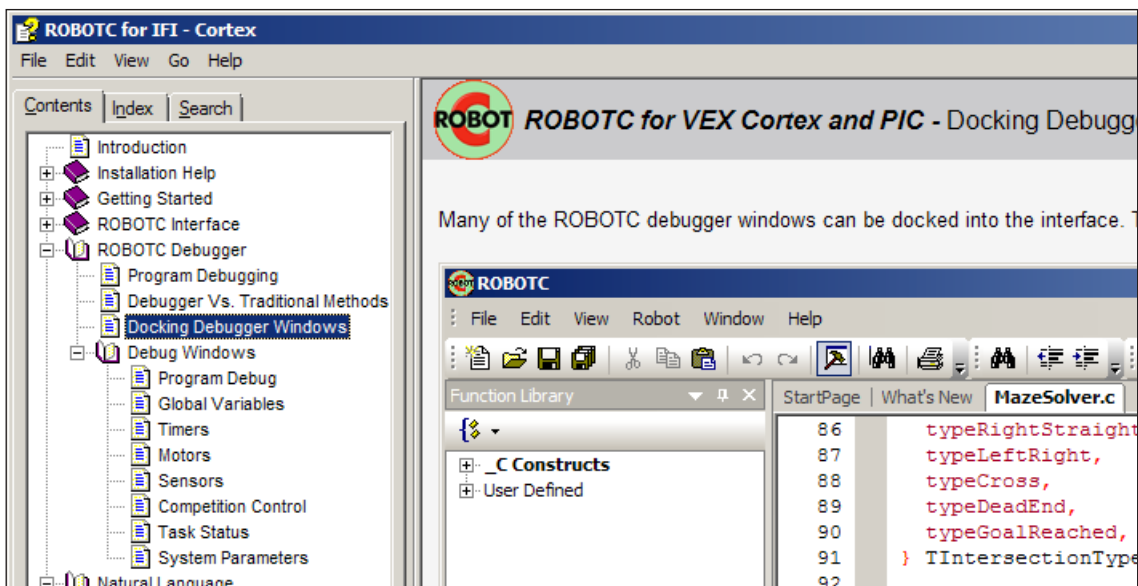 ROBOTC for IFI - Cortex
File Edit View Go Help
Contents Index Search
Introduction
Installation Help
Getting Started
ROBOTC Interface
ROBOTC Debugger
Program Debugging
Debugger Vs. Traditional Methods
Docking Debugger Windows
Debug Windows
Program Debug
Global Variables
Timers
Motors
Sensors
Competition Control
Task Status
System Parameters
Natural Language
ROBOT C ROBOTC for VEX Cortex and PIC - Docking Debugg
Many of the ROBOTC debugger windows can be docked into the interface. T
ROBOTC
File Edit View Robot Window Help
Function Library
_C Constructs
User Defined
StartPage What's New MazeSolver.c
86 typeRightStraight
87 typeLeftRight,
88 typeCross,
89 typeDeadEnd,
90 typeGoalReached,
91 } TIntersectionType
92